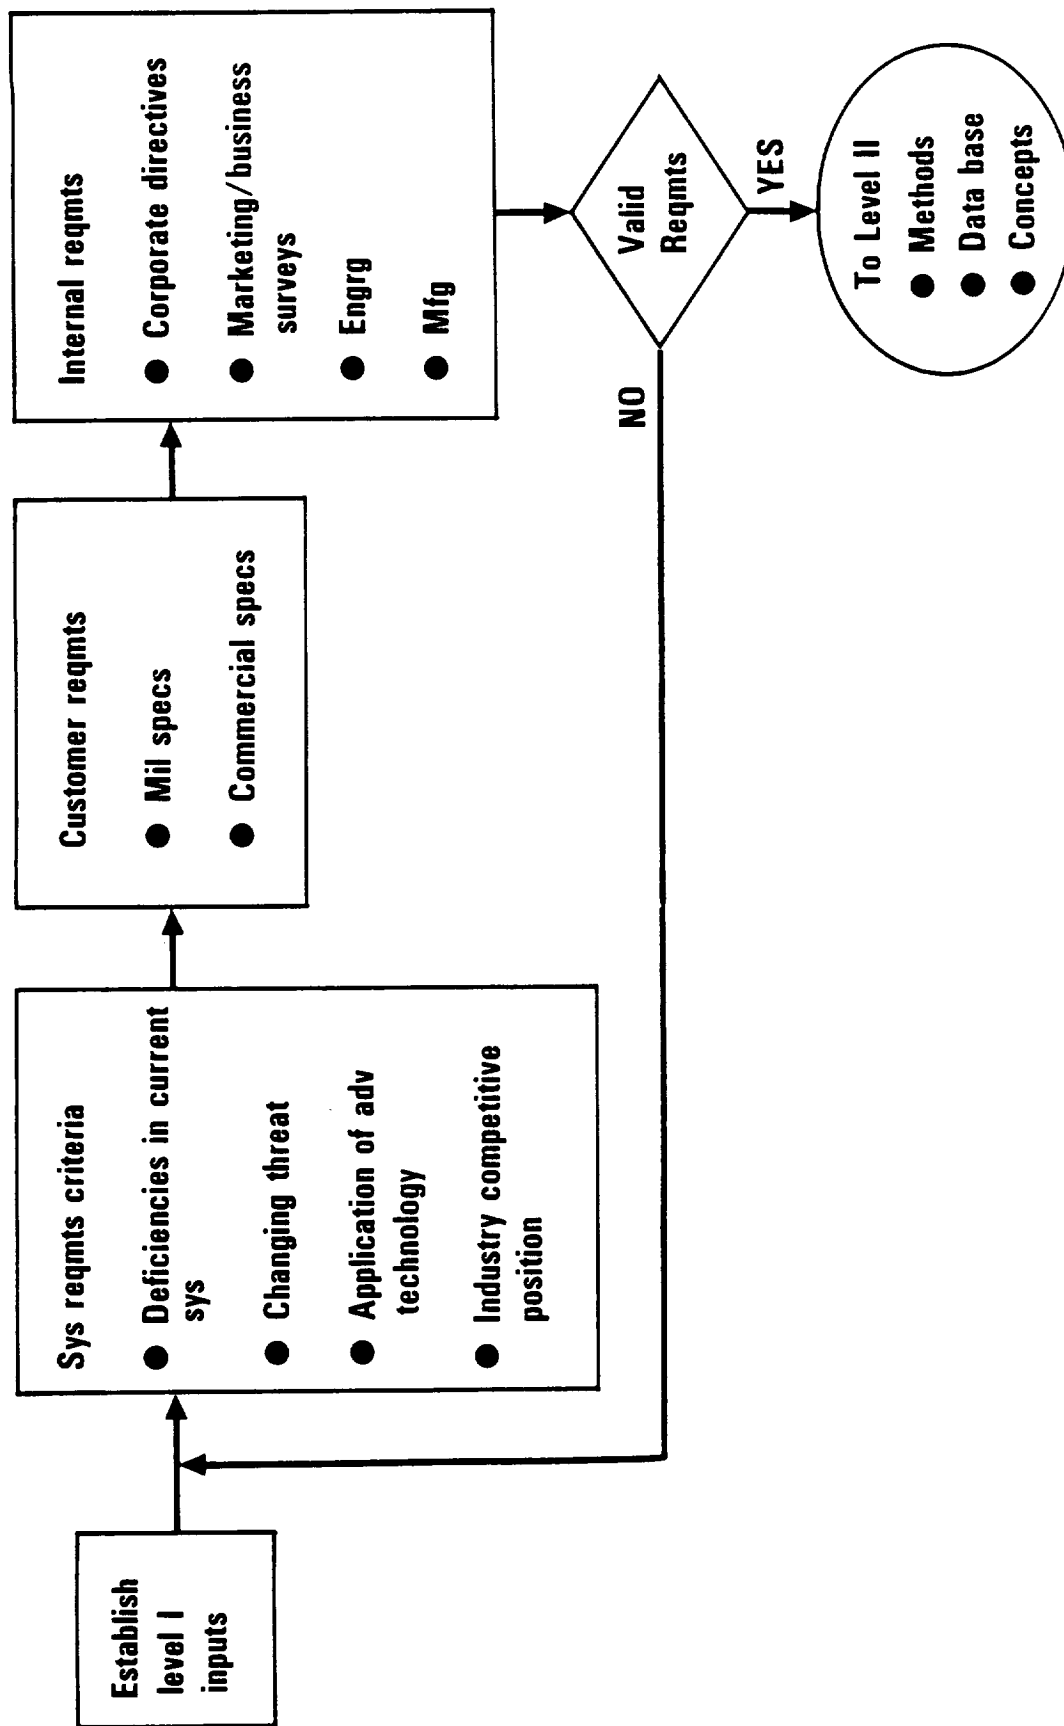 Establish
level I
inputs
Sys reqmts criteria
● Deficiencies in current
sys
● Changing threat
● Application of adv
technology
● Industry competitive
position
Customer reqmts
● Mil specs
● Commercial specs
Internal reqmts
● Corporate directives
● Marketing/business
surveys
● Engrg
● Mfg
Valid
Reqmts
NO
YES
To Level II
● Methods
● Data base
● Concepts